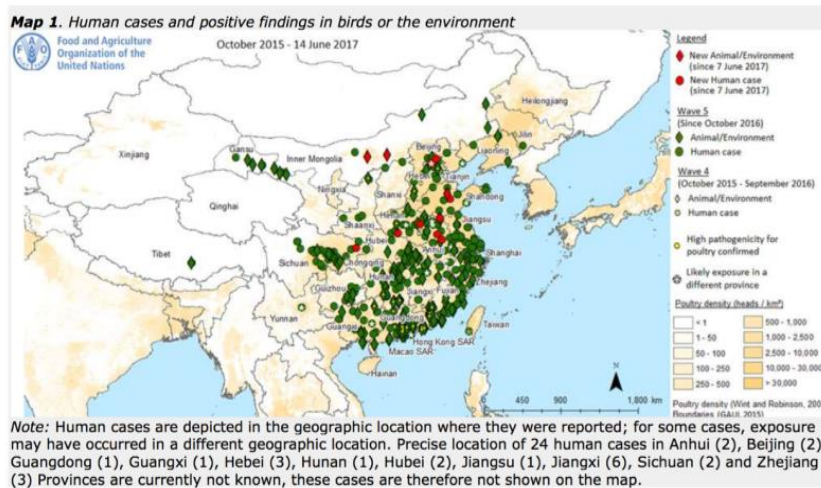 Map 1. Human cases and positive findings in birds or the environment
Food and Agriculture
Organization of the
United Nations
October 2015 - 14 June 2017
Legend
New Animal/Environment
(since 7 June 2017)
New Human case
(since 7 June 2017)
Wave 5
(Since October 2016)
Animal/Environment
Human case
Wave 4
(October 2015 - September 2016)
Animal/Environment
Human case
High pathogenicity for
poultry confirmed
Likely exposure in a
different province
Poultry density (heads / km²)
< 1
1 - 50
50 - 100
100 - 250
250 - 500
500 - 1,000
1,000 - 2,500
2,500 - 10,000
10,000 - 30,000
> 30,000
Poultry density (Wint and Robinson, 200
Boundaries (GAUL 2015)
Heilongjiang
Jilin
Liaoning
Beijing
Tianjin
Inner Mongolia
Gansu
Xinjiang
Ningxia
Shanxi
Shandong
Qinghai
Shaanxi
Jiangsu
Hubei
Anhui
Shanghai
Tibet
Sichuan
Chongqing
Zhejiang
Hunan
Jiangxi
Fujian
Guizhou
Yunnan
Guangxi
Guangdong
Taiwan
Hong Kong SAR
Macao SAR
Hainan
N
450 900 1,800 km
Note: Human cases are depicted in the geographic location where they were reported; for some cases, exposure
may have occurred in a different geographic location. Precise location of 24 human cases in Anhui (2), Beijing (2)
Guangdong (1), Guangxi (1), Hebei (3), Hunan (1), Hubei (2), Jiangsu (1), Jiangxi (6), Sichuan (2) and Zhejiang
(3) Provinces are currently not known, these cases are therefore not shown on the map.